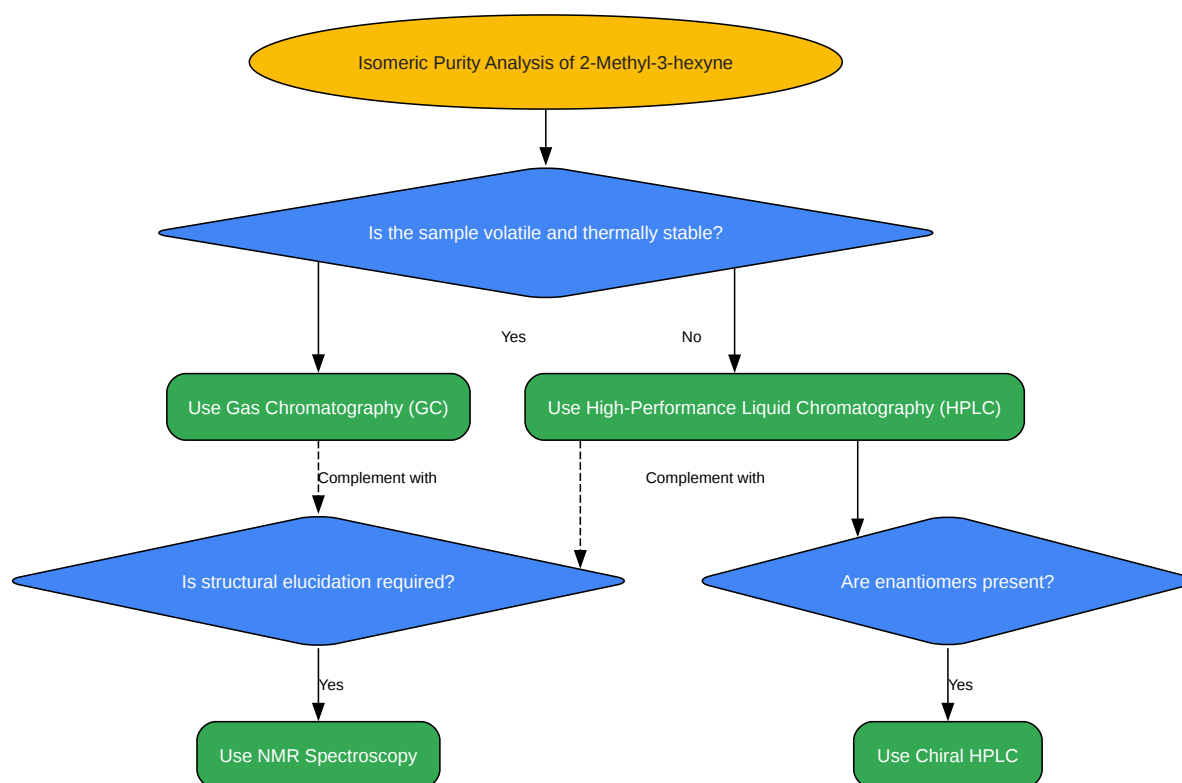 Isomeric Purity Analysis of 2-Methyl-3-hexyne
Is the sample volatile and thermally stable?
Yes
No
Use Gas Chromatography (GC)
Use High-Performance Liquid Chromatography (HPLC)
Complement with
Complement with
Is structural elucidation required?
Are enantiomers present?
Yes
Yes
Use NMR Spectroscopy
Use Chiral HPLC